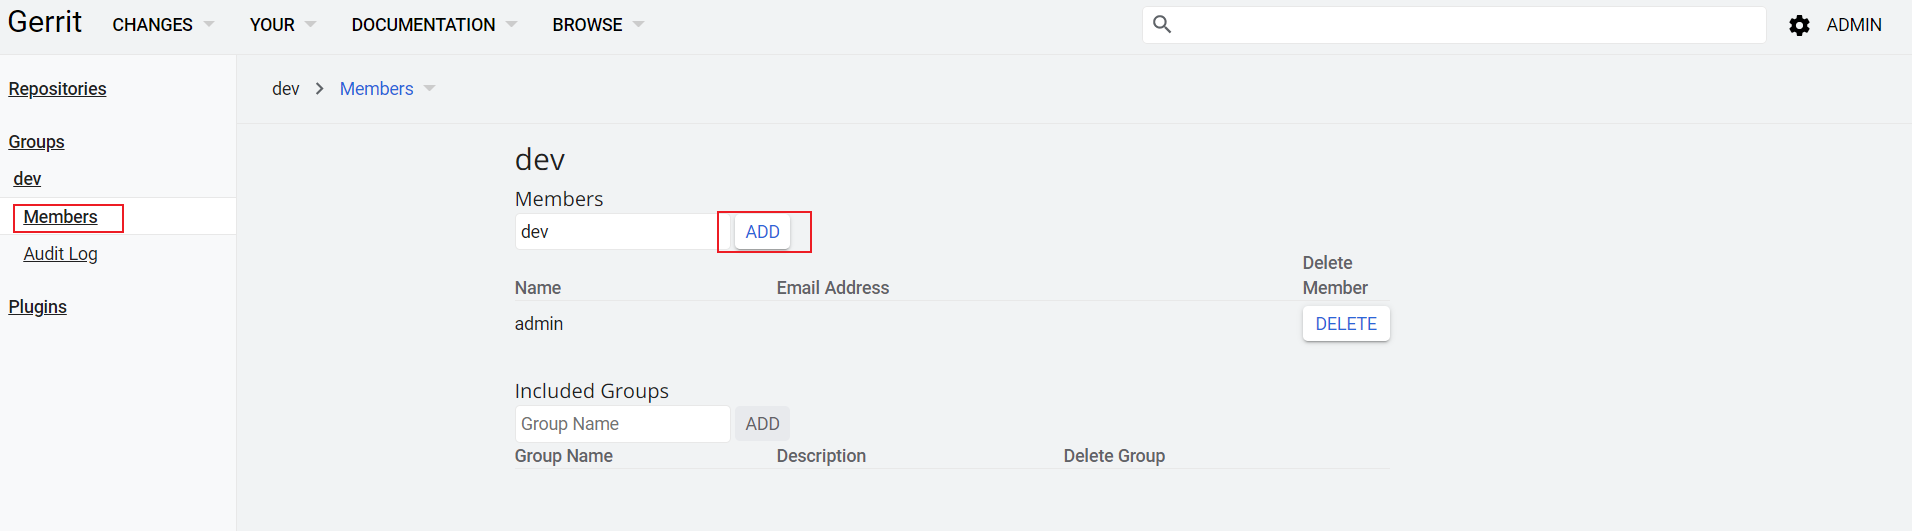 Gerrit CHANGES YOUR DOCUMENTATION BROWSE ADMIN
Repositories
Groups
dev
Members
Audit Log
Plugins
dev > Members
dev
Members
dev ADD
Name Email Address Delete Member
admin DELETE
Included Groups
Group Name ADD
Group Name Description Delete Group